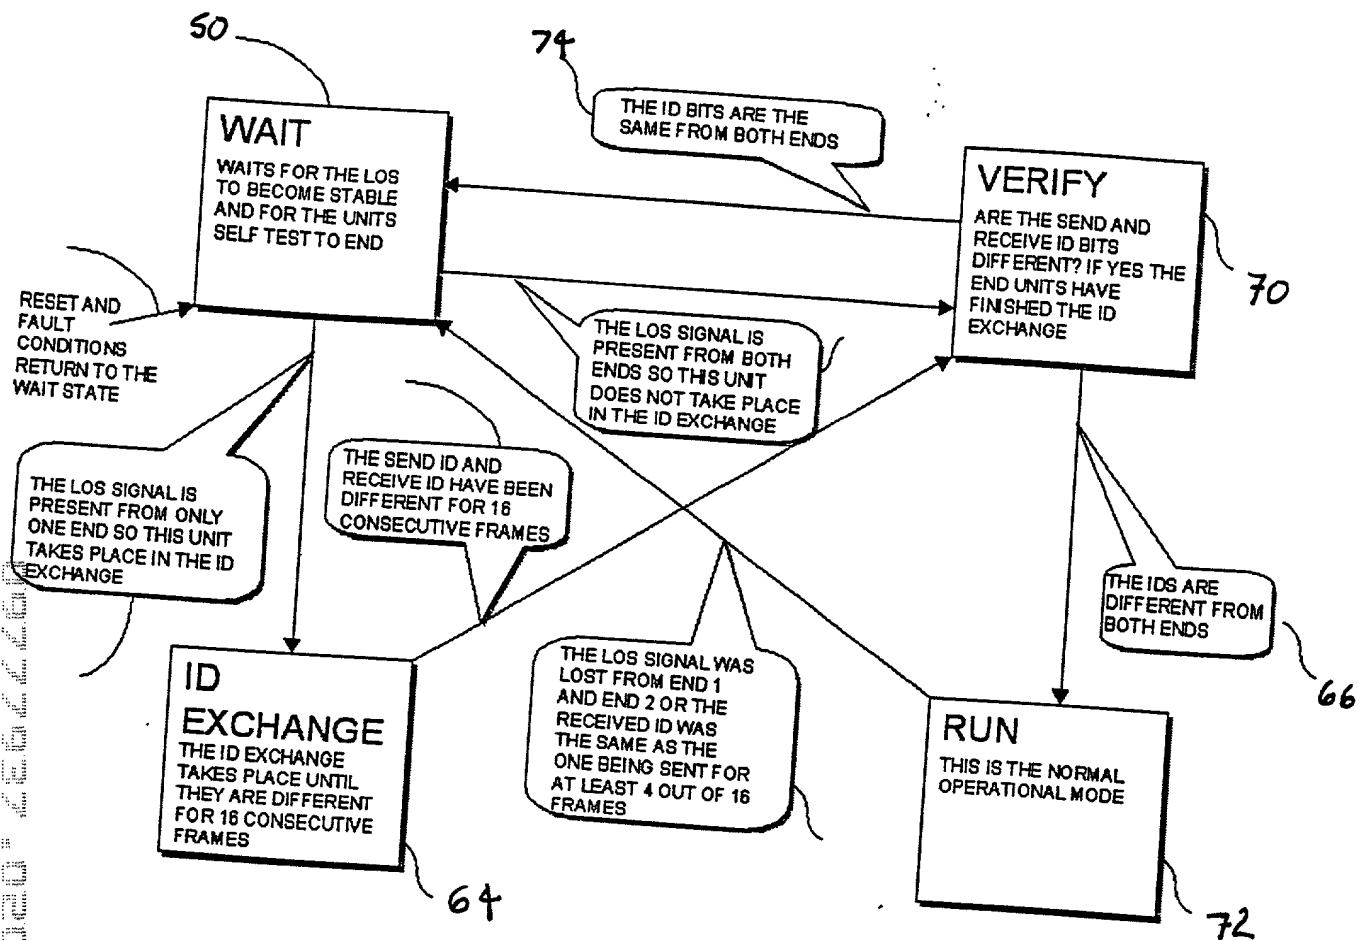 50
WAIT
WAITS FOR THE LOS
TO BECOME STABLE
AND FOR THE UNITS
SELF TEST TO END
74
THE ID BITS ARE THE
SAME FROM BOTH ENDS
VERIFY
ARE THE SEND AND
RECEIVE ID BITS
DIFFERENT? IF YES THE
END UNITS HAVE
FINISHED THE ID
EXCHANGE
70
RESET AND
FAULT
CONDITIONS
RETURN TO THE
WAIT STATE
THE LOS SIGNAL IS
PRESENT FROM BOTH
ENDS SO THIS UNIT
DOES NOT TAKE PLACE
IN THE ID EXCHANGE
THE SEND ID AND
RECEIVE ID HAVE BEEN
DIFFERENT FOR 16
CONSECUTIVE FRAMES
THE LOS SIGNAL IS
PRESENT FROM ONLY
ONE END SO THIS UNIT
TAKES PLACE IN THE ID
EXCHANGE
THE IDS ARE
DIFFERENT FROM
BOTH ENDS
66
ID
EXCHANGE
THE ID EXCHANGE
TAKES PLACE UNTIL
THEY ARE DIFFERENT
FOR 16 CONSECUTIVE
FRAMES
64
THE LOS SIGNAL WAS
LOST FROM END 1
AND END 2 OR THE
RECEIVED ID WAS
THE SAME AS THE
ONE BEING SENT FOR
AT LEAST 4 OUT OF 16
FRAMES
RUN
THIS IS THE NORMAL
OPERATIONAL MODE
72